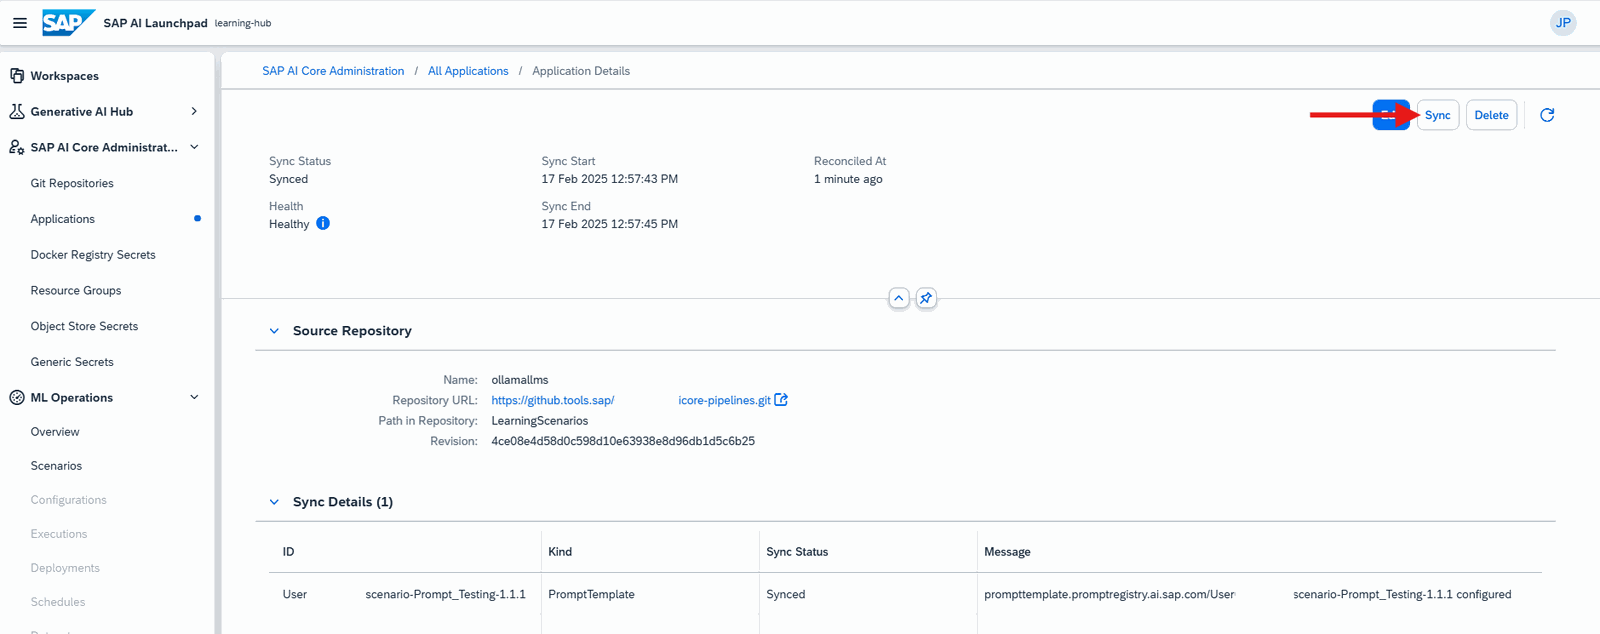 SAP SAP AI Launchpad learning-hub JP
Workspaces
Generative AI Hub
SAP AI Core Administrat...
Git Repositories
Applications
Docker Registry Secrets
Resource Groups
Object Store Secrets
Generic Secrets
ML Operations
Overview
Scenarios
Configurations
Executions
Deployments
Schedules
SAP AI Core Administration / All Applications / Application Details
Sync Delete
Sync Status
Synced
Health
Healthy
Sync Start
17 Feb 2025 12:57:43 PM
Sync End
17 Feb 2025 12:57:45 PM
Reconciled At
1 minute ago
Source Repository
Name: ollamallms
Repository URL: https://github.tools.sap/ icore-pipelines.git
Path in Repository: LearningScenarios
Revision: 4ce08e4d58d0c598d10e63938e8d96db1d5c6b25
Sync Details (1)
ID Kind Sync Status Message
User scenario-Prompt_Testing-1.1.1 PromptTemplate Synced prompttemplate.promptregistry.ai.sap.com/User scenario-Prompt_Testing-1.1.1 configured